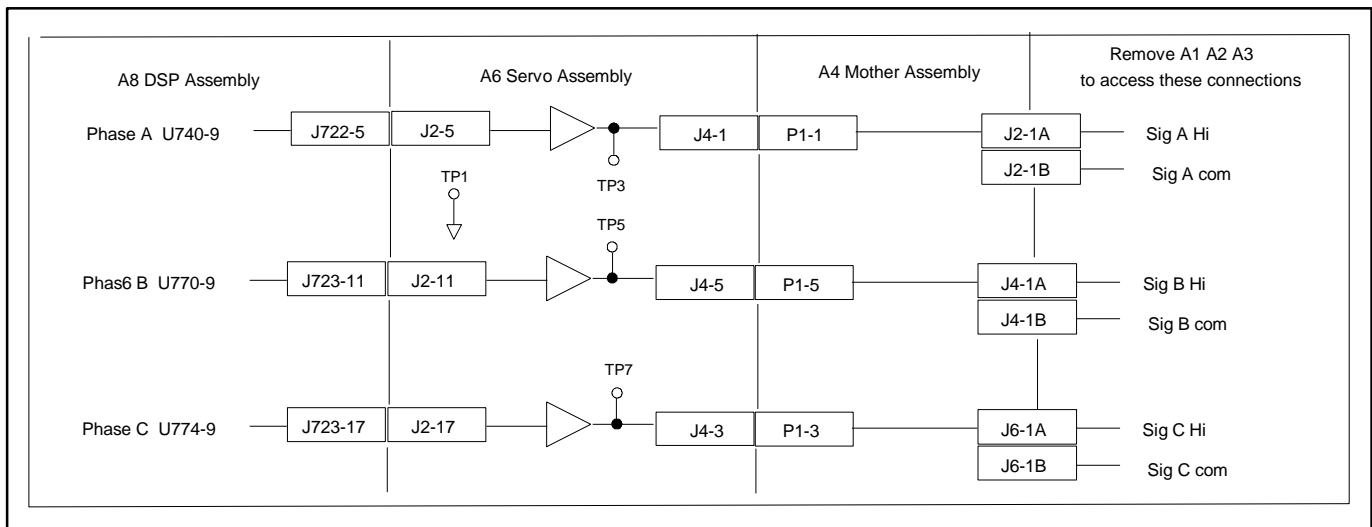 A8 DSP Assembly
A6 Servo Assembly
A4 Mother Assembly
Remove A1 A2 A3
to access these connections
Phase A U740-9
J722-5
J2-5
TP3
J4-1
P1-1
J2-1A
Sig A Hi
J2-1B
Sig A com
TP1
TP5
Phas6 B U770-9
J723-11
J2-11
J4-5
P1-5
J4-1A
Sig B Hi
J4-1B
Sig B com
TP7
Phase C U774-9
J723-17
J2-17
J4-3
P1-3
J6-1A
Sig C Hi
J6-1B
Sig C com